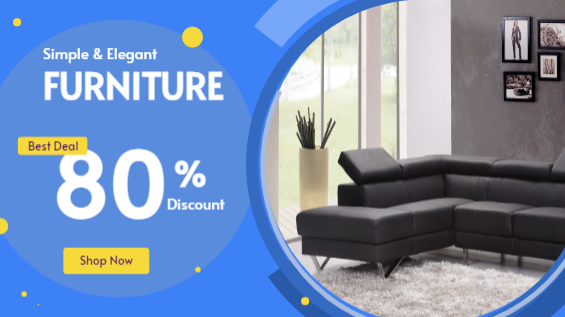 Simple & Elegant
FURNITURE
Best Deal
80%
Discount
Shop Now